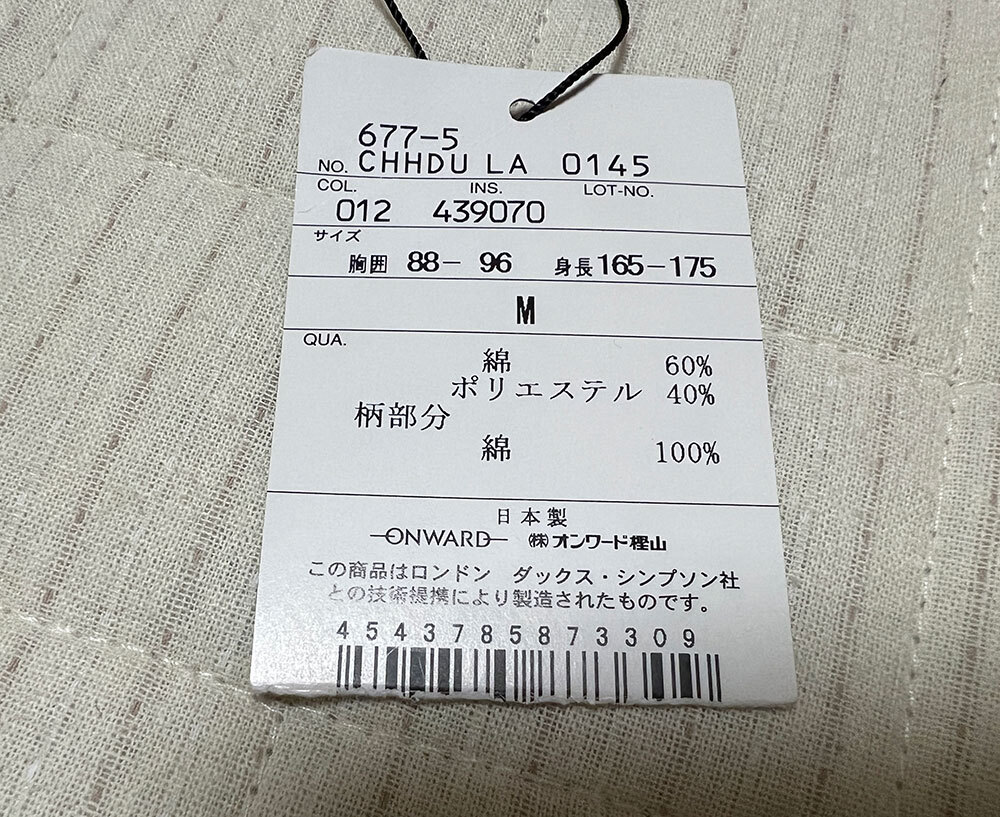 677-5
NO. CHHDU LA 0145
COL. INS. LOT-NO.
012 439070
サイズ
胸囲 88- 96 身長165-175
M
QUA.
綿 60%
ポリエステル 40%
柄部分
綿 100%
日本製
ONWARD ㈱オンワード樫山
この商品はロンドン ダックス・シンプソン社
との技術提携により製造されたものです。
4543785873309